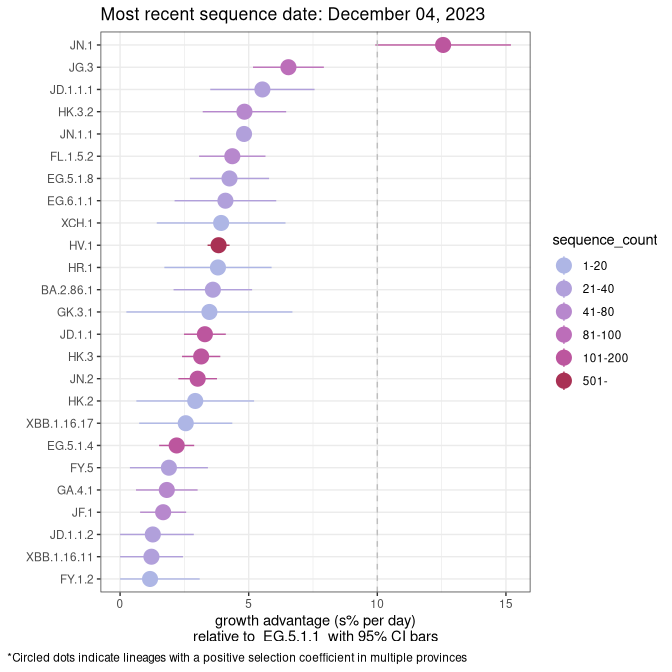 Most recent sequence date: December 04, 2023
JN.1
JG.3
JD.1.1.1
HK.3.2
JN.1.1
FL.1.5.2
EG.5.1.8
EG.6.1.1
XCH.1
HV.1
HR.1
BA.2.86.1
GK.3.1
JD.1.1
HK.3
JN.2
HK.2
XBB.1.16.17
EG.5.1.4
FY.5
GA.4.1
JF.1
JD.1.1.2
XBB.1.16.11
FY.1.2
0 5 10 15
growth advantage (s% per day)
relative to EG.5.1.1 with 95% CI bars
sequence_count
1-20
21-40
41-80
81-100
101-200
501-
*Circled dots indicate lineages with a positive selection coefficient in multiple provinces